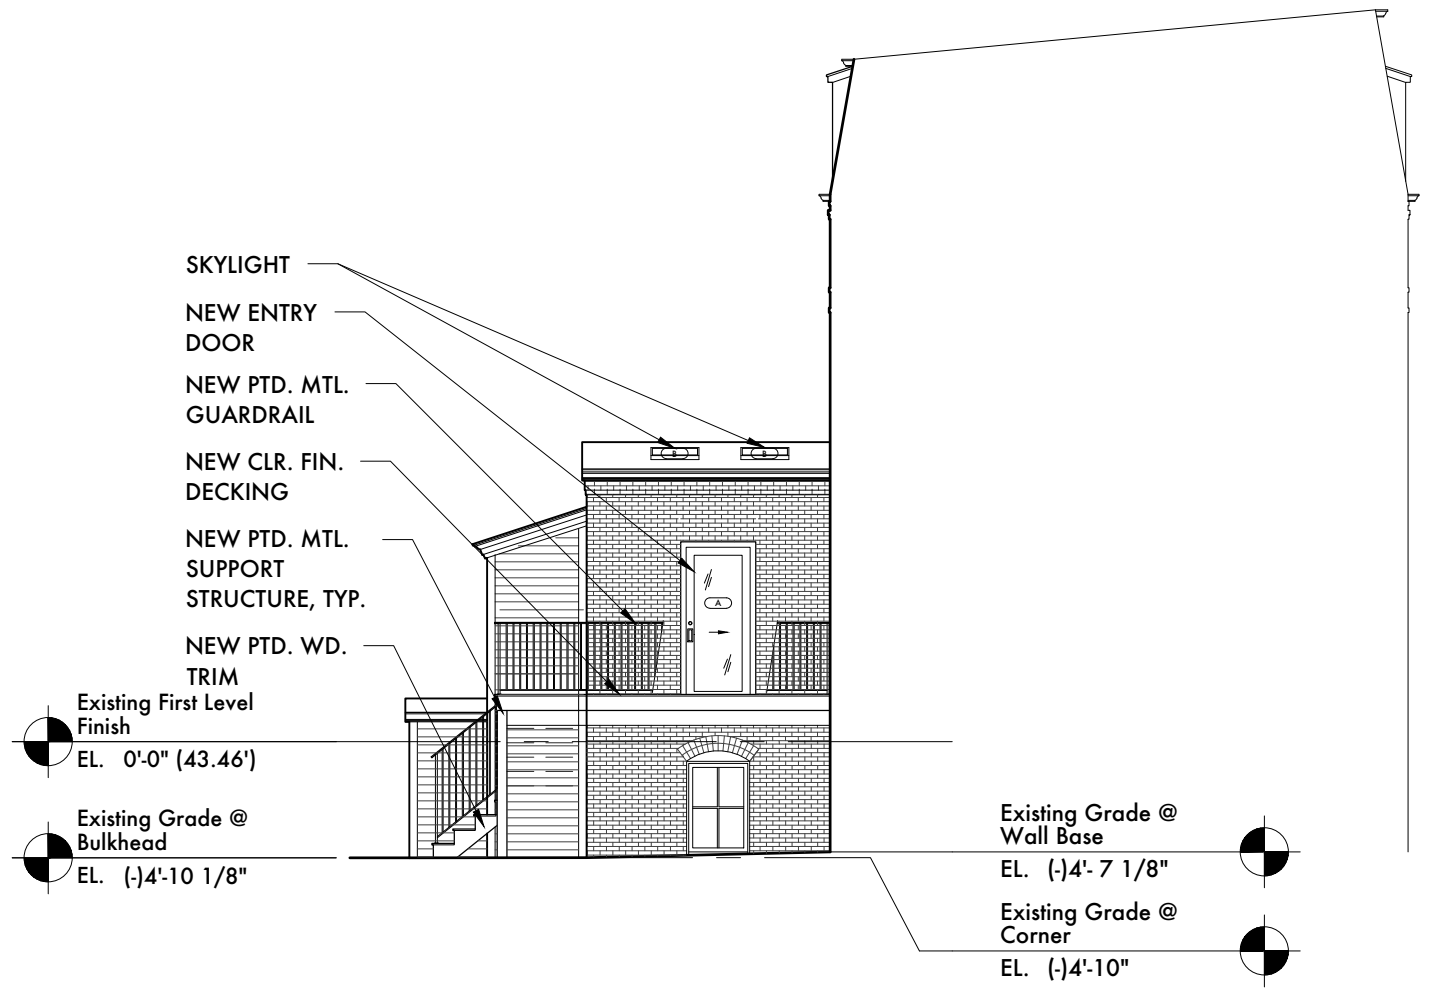 SKYLIGHT
NEW ENTRY
DOOR
NEW PTD. MTL.
GUARDRAIL
NEW CLR. FIN.
DECKING
NEW PTD. MTL.
SUPPORT
STRUCTURE, TYP.
NEW PTD. WD.
TRIM
Existing First Level
Finish
EL. 0'-0" (43.46')
Existing Grade @
Bulkhead
EL. (-)4'-10 1/8"
B
B
A
Existing Grade @
Wall Base
EL. (-)4'- 7 1/8"
Existing Grade @
Corner
EL. (-)4'-10"